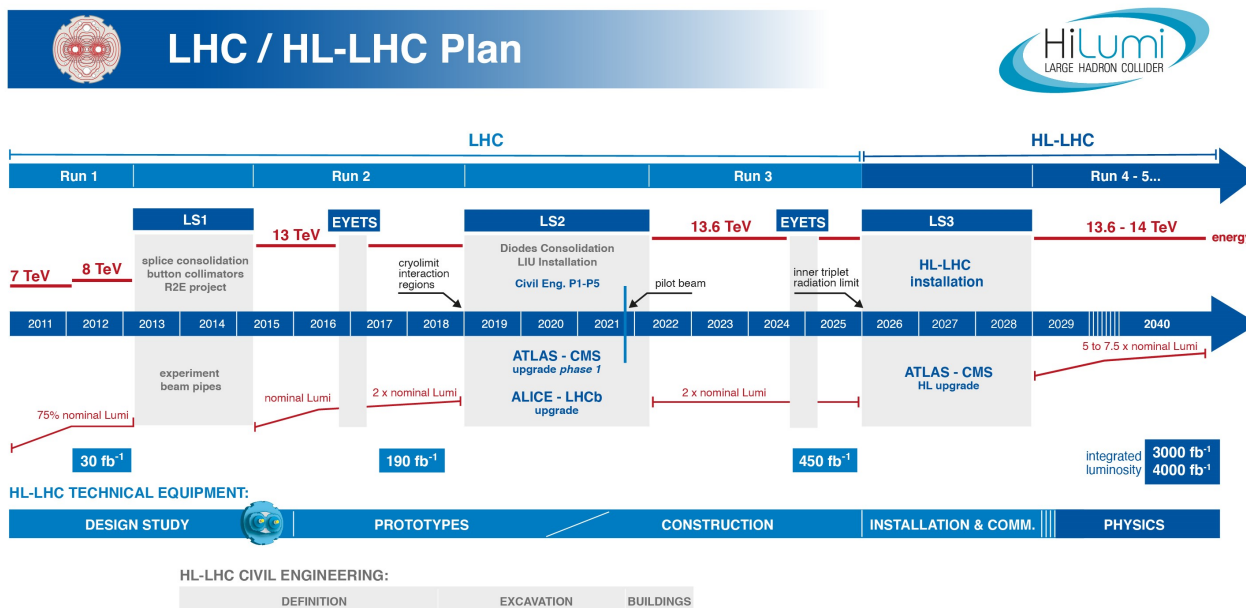 LHC / HL-LHC Plan
HiLumi
LARGE HADRON COLLIDER
LHC
HL-LHC
Run 1
Run 2
Run 3
Run 4 - 5...
LS1
EYETS
LS2
EYETS
LS3
13 TeV
13.6 TeV
13.6 - 14 TeV
energy
7 TeV
8 TeV
splice consolidation
button collimators
R2E project
cryolimit
interaction
regions
Diodes Consolidation
LIU Installation
Civil Eng. P1-P5
pilot beam
inner triplet
radiation limit
HL-LHC
installation
2011 2012 2013 2014 2015 2016 2017 2018 2019 2020 2021 2022 2023 2024 2025 2026 2027 2028 2029 2040
5 to 7.5 x nominal Lumi
experiment
beam pipes
ATLAS - CMS
upgrade phase 1
ALICE - LHCb
upgrade
ATLAS - CMS
HL upgrade
75% nominal Lumi
nominal Lumi
2 x nominal Lumi
2 x nominal Lumi
30 fb⁻¹
190 fb⁻¹
450 fb⁻¹
integrated
luminosity
3000 fb⁻¹
4000 fb⁻¹
HL-LHC TECHNICAL EQUIPMENT:
DESIGN STUDY
PROTOTYPES
CONSTRUCTION
INSTALLATION & COMM.
PHYSICS
HL-LHC CIVIL ENGINEERING:
DEFINITION
EXCAVATION
BUILDINGS